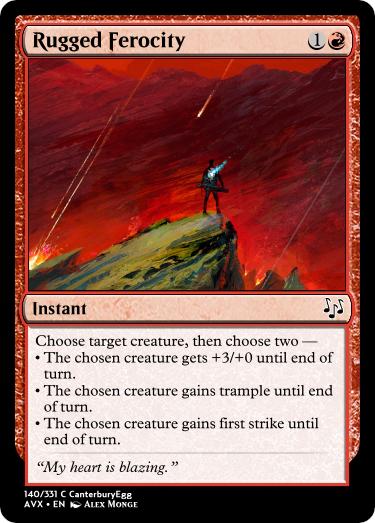 Rugged Ferocity 1
Instant
Choose target creature, then choose two —
• The chosen creature gets +3/+0 until end of
turn.
• The chosen creature gains trample until end
of turn.
• The chosen creature gains first strike until
end of turn.
“My heart is blazing.”
140/331 C CanterburyEgg
AVX • EN Alex Monge